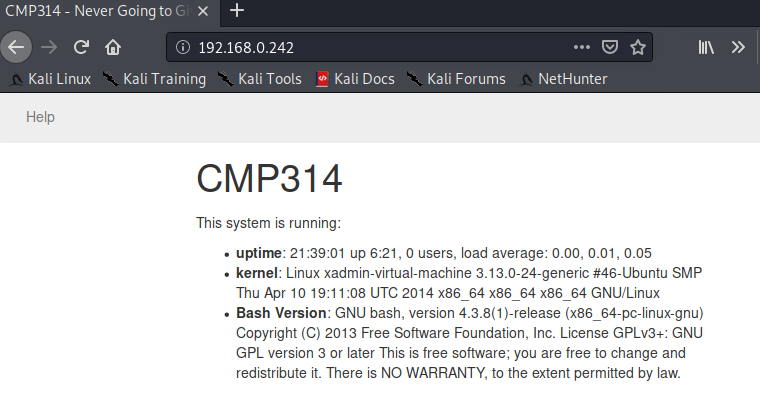 CMP314 - Never Going to Gi
192.168.0.242
Kali Linux Kali Training Kali Tools Kali Docs Kali Forums NetHunter
Help
CMP314
This system is running:
• uptime: 21:39:01 up 6:21, 0 users, load average: 0.00, 0.01, 0.05
• kernel: Linux xadmin-virtual-machine 3.13.0-24-generic #46-Ubuntu SMP
Thu Apr 10 19:11:08 UTC 2014 x86_64 x86_64 x86_64 GNU/Linux
• Bash Version: GNU bash, version 4.3.8(1)-release (x86_64-pc-linux-gnu)
Copyright (C) 2013 Free Software Foundation, Inc. License GPLv3+: GNU
GPL version 3 or later This is free software; you are free to change and
redistribute it. There is NO WARRANTY, to the extent permitted by law.